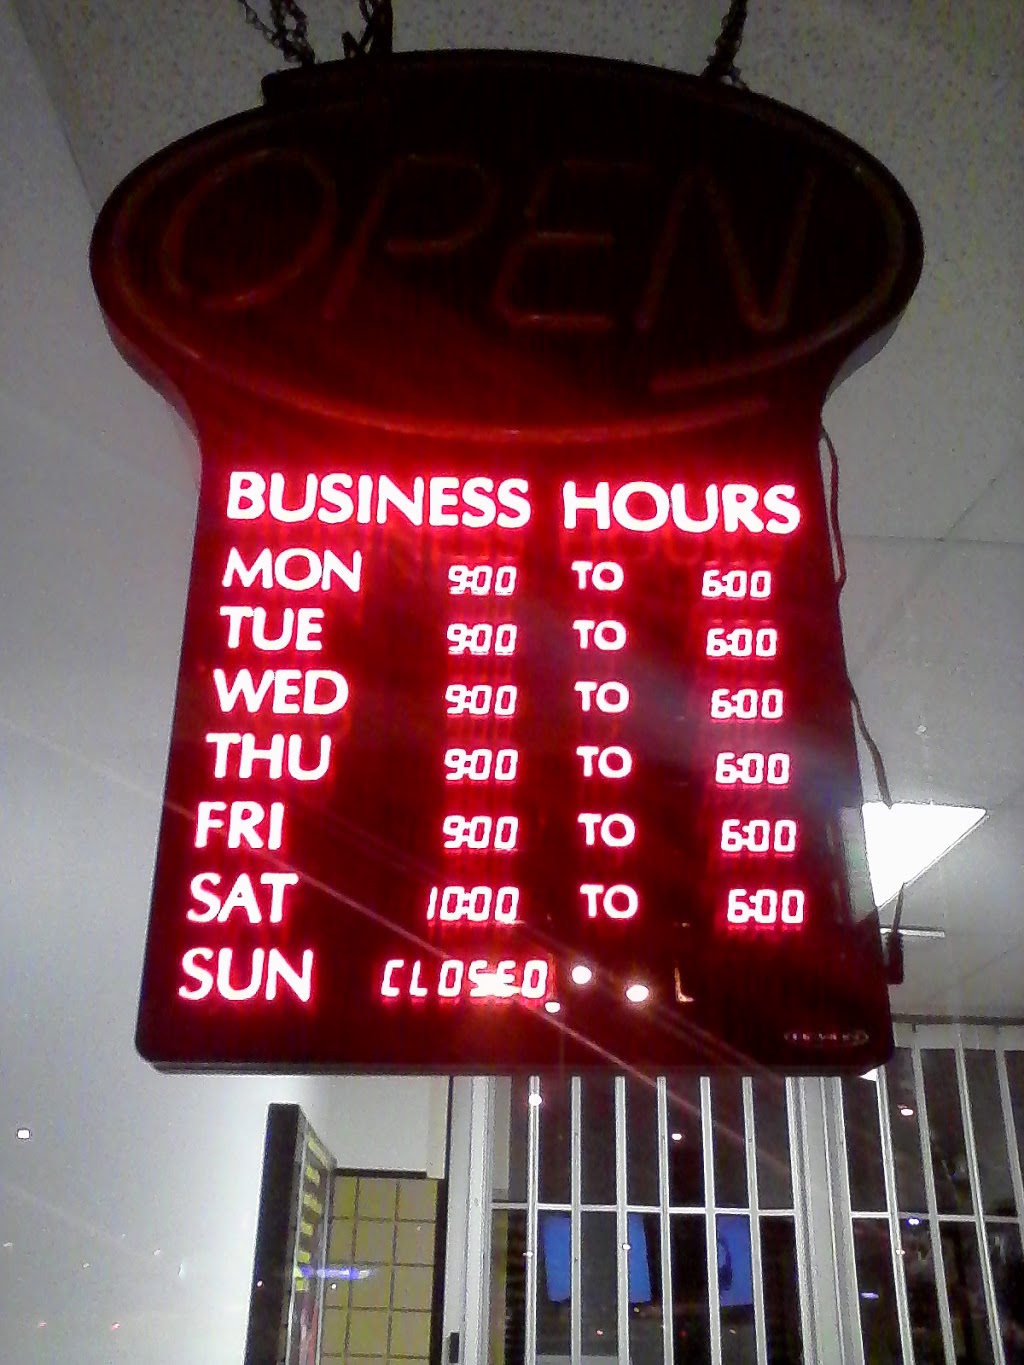 OPEN
BUSINESS HOURS
MON 9:00 TO 6:00
TUE 9:00 TO 6:00
WED 9:00 TO 6:00
THU 9:00 TO 6:00
FRI 9:00 TO 6:00
SAT 10:00 TO 6:00
SUN CLOSED